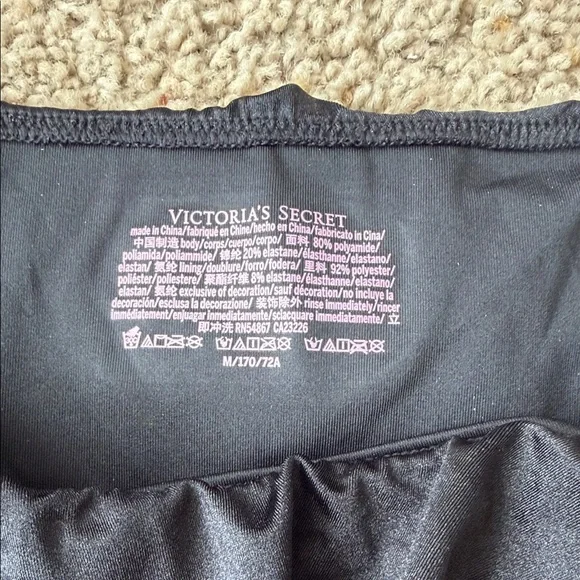 VICTORIA'S SECRET
made in China/fabriqué en Chine/hecho en China/fabbricato in Cina/
中国制造 body/corps/cuerpo/corpo/ 面料 80% polyamide/
poliamida/poliammide/ 锦纶 20% elastane/élasthanne/elastano/
elastan/ 氨纶 lining/doublure/forro/fodera/ 里料 92% polyester/
poliéster/poliestere/ 聚酯纤维 8% elastane/élasthanne/elastano/
elastan/ 氨纶 exclusive of decoration/sauf décoration/no incluye la
decoración/esclusa la decorazione/ 装饰除外 rinse immediately/rincer
immédiatement/enjuagar inmediatamente/sciacquare immediatamente/ 立
即冲洗 RN54867 CA23226
M/170/72A